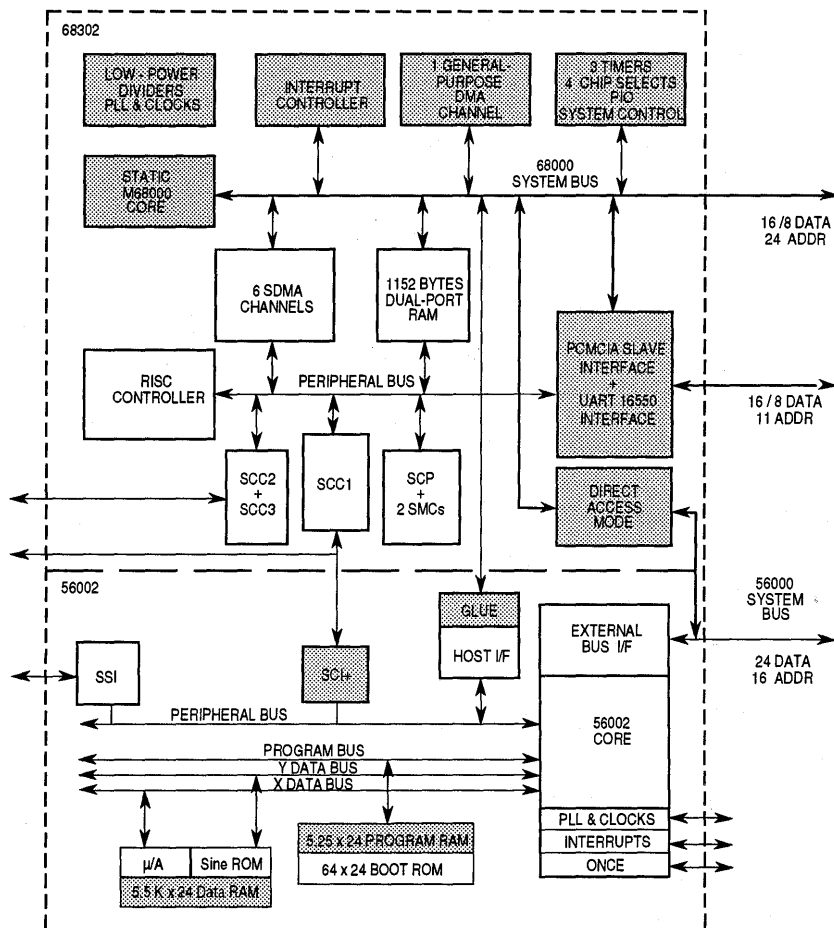 68302
LOW - POWER
DIVIDERS
PLL & CLOCKS
INTERRUPT
CONTROLLER
1 GENERAL-
PURPOSE
DMA
CHANNEL
3 TIMERS
4 CHIP SELECTS
PIO
SYSTEM CONTROL
STATIC
M68000
CORE
68000
SYSTEM BUS
16 /8 DATA
24 ADDR
6 SDMA
CHANNELS
1152 BYTES
DUAL-PORT
RAM
PCMCIA SLAVE
INTERFACE
+
UART 16550
INTERFACE
RISC
CONTROLLER
PERIPHERAL BUS
16 / 8 DATA
11 ADDR
SCC2
+
SCC3
SCC1
SCP
+
2 SMCs
DIRECT
ACCESS
MODE
56002
56000
SYSTEM
BUS
GLUE
HOST I/F
EXTERNAL
BUS I/F
SSI
SCI+
24 DATA
16 ADDR
PERIPHERAL BUS
56002
CORE
PROGRAM BUS
Y DATA BUS
X DATA BUS
PLL & CLOCKS
INTERRUPTS
ONCE
µ/A
Sine ROM
5.5 K x 24 Data RAM
5.25 x 24 PROGRAM RAM
64 x 24 BOOT ROM